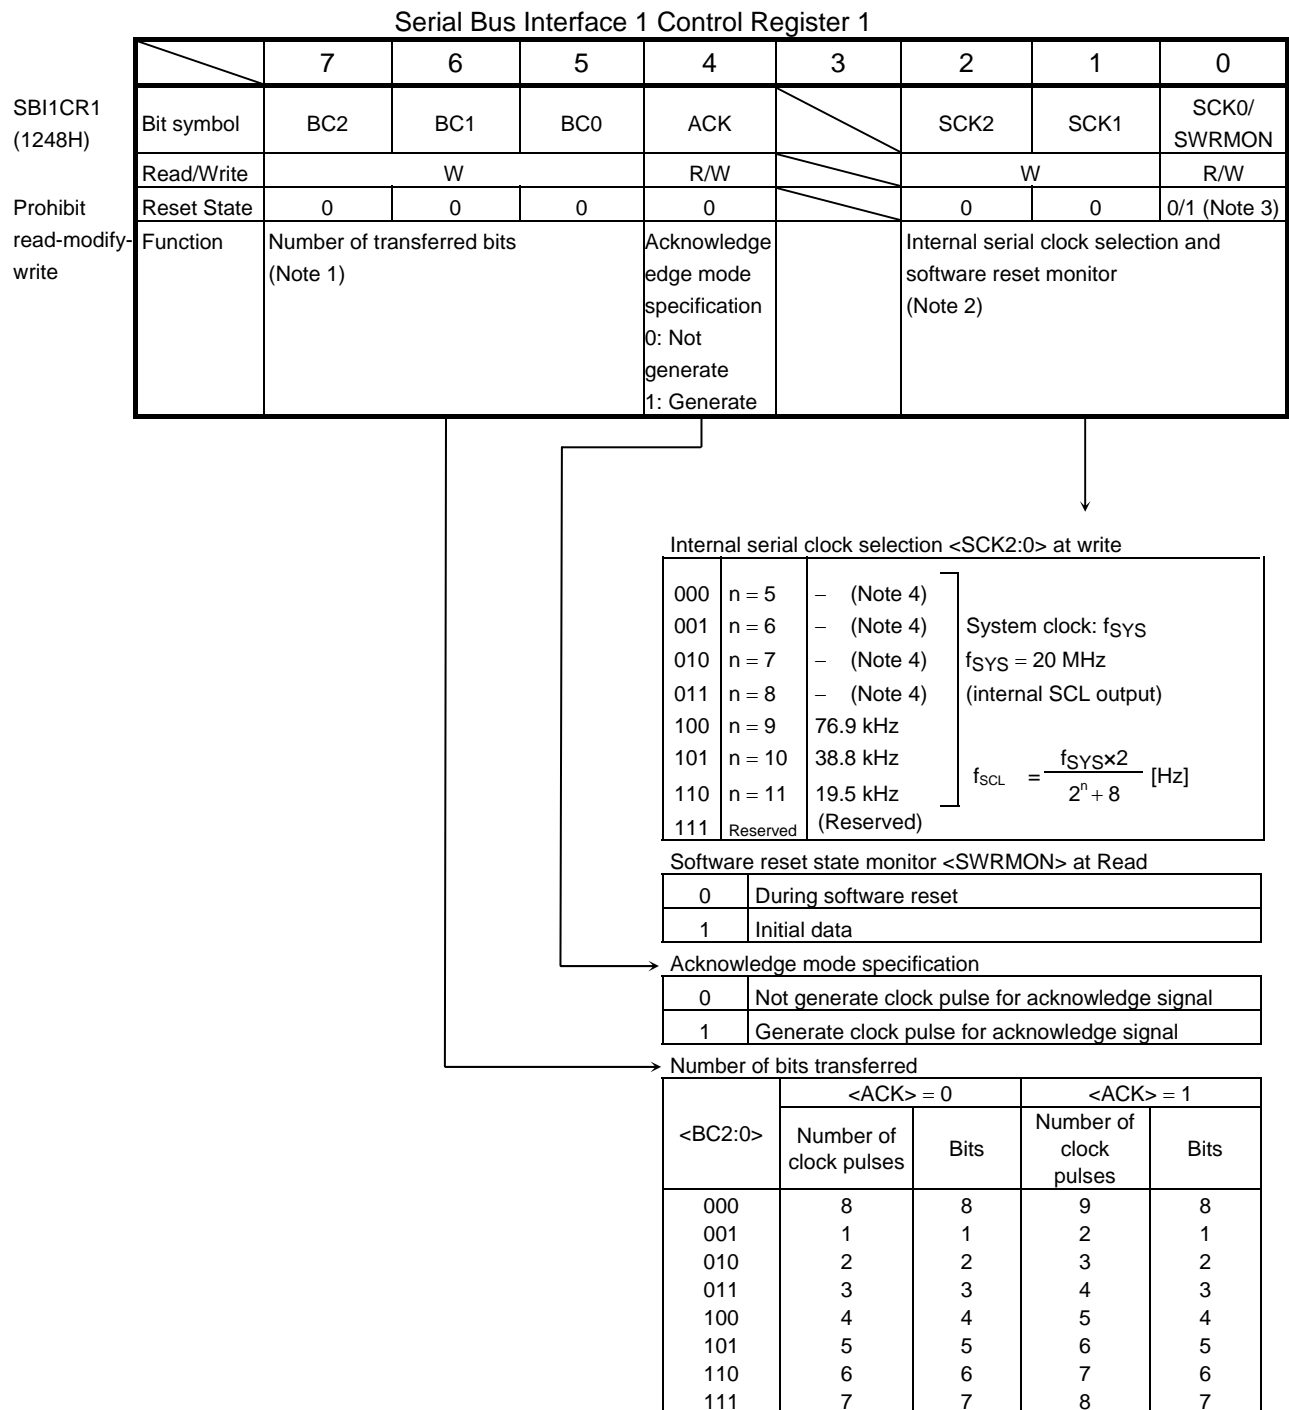 Serial Bus Interface 1 Control Register 1
7 6 5 4 3 2 1 0
SBI1CR1
(1248H)
Bit symbol BC2 BC1 BC0 ACK SCK2 SCK1 SCK0/
SWRMON
Read/Write W R/W W R/W
Prohibit
read-modify-
write
Reset State 0 0 0 0 0 0 0/1 (Note 3)
Function
Number of transferred bits
(Note 1)
Acknowledge
edge mode
specification
0: Not
generate
1: Generate
Internal serial clock selection and
software reset monitor
(Note 2)
Internal serial clock selection <SCK2:0> at write
000 n = 5 – (Note 4)
001 n = 6 – (Note 4)
010 n = 7 – (Note 4)
011 n = 8 – (Note 4)
100 n = 9 76.9 kHz
101 n = 10 38.8 kHz
110 n = 11 19.5 kHz
111 Reserved (Reserved)
System clock: fSYS
fSYS = 20 MHz
(internal SCL output)
fSCL = fSYS×2 / 2^n + 8 [Hz]
Software reset state monitor <SWRMON> at Read
0 During software reset
1 Initial data
Acknowledge mode specification
0 Not generate clock pulse for acknowledge signal
1 Generate clock pulse for acknowledge signal
Number of bits transferred
<BC2:0> <ACK> = 0 <ACK> = 1
Number of
clock pulses
Bits
Number of
clock
pulses
Bits
000 8 8 9 8
001 1 1 2 1
010 2 2 3 2
011 3 3 4 3
100 4 4 5 4
101 5 5 6 5
110 6 6 7 6
111 7 7 8 7